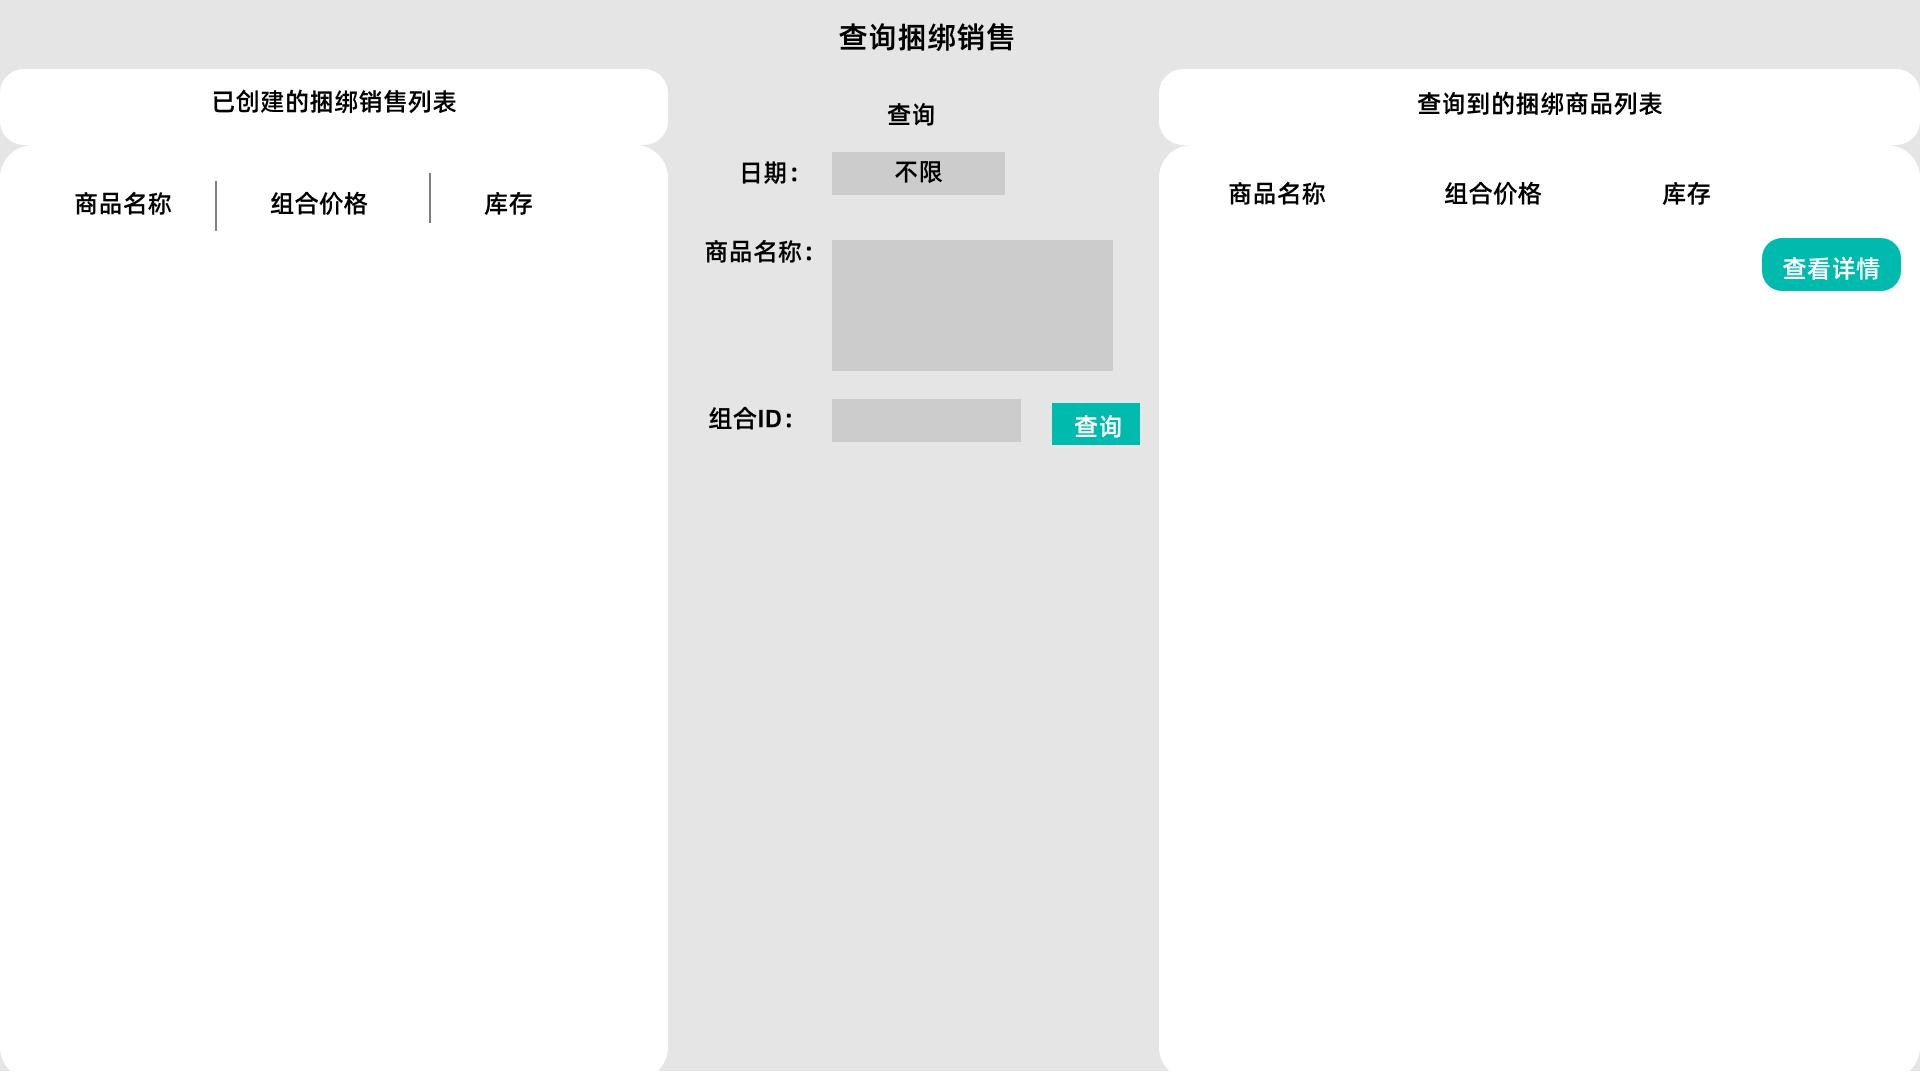 查询捆绑销售
已创建的捆绑销售列表
商品名称 组合价格 库存
查询
日期： 不限
商品名称：
组合ID：
查询
查询到的捆绑商品列表
商品名称 组合价格 库存
查看详情